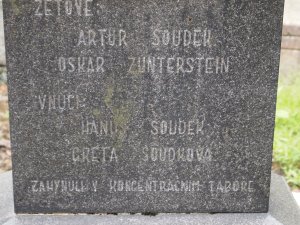 ZEŤOVÉ:
ARTUR SOUDEK
OSKAR ZUNTERSTEIN
VNUCI:
HANUŠ SOUDEK
GRETA SOUDKOVÁ
ZAHYNULI V KONCENTRAČNÍM TÁBOŘE